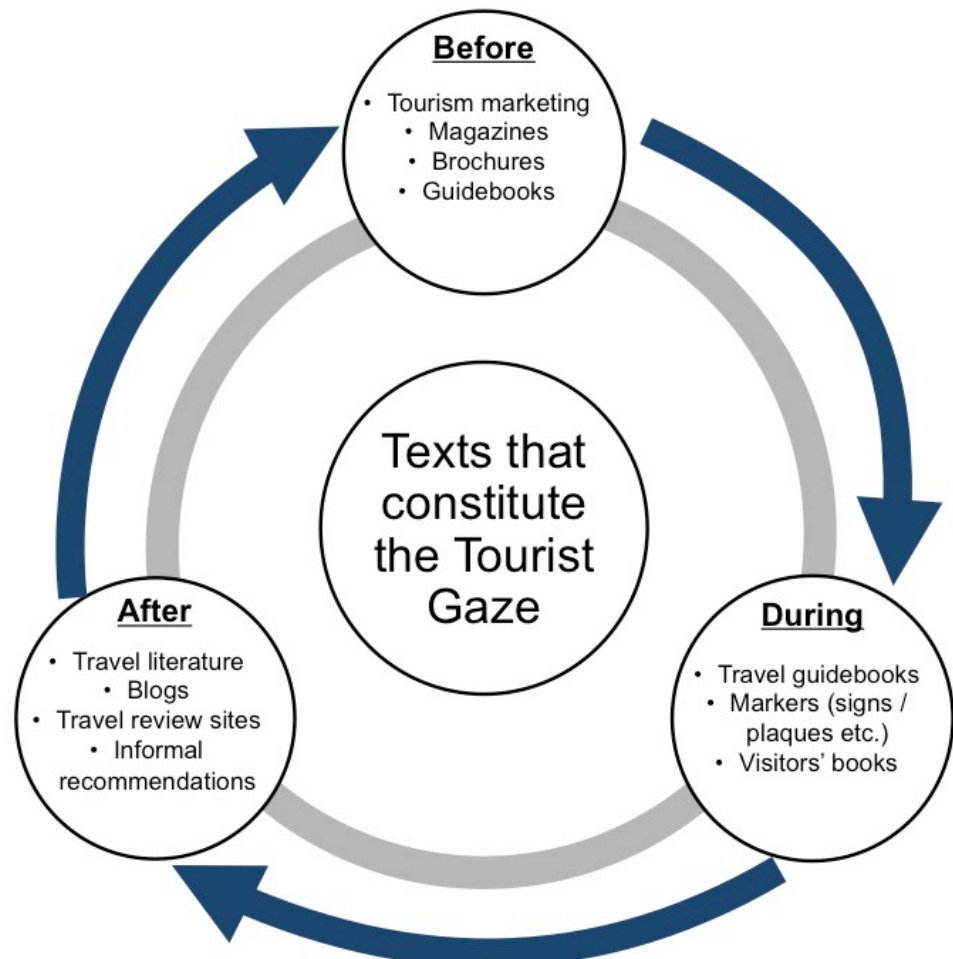 Before
• Tourism marketing
• Magazines
• Brochures
• Guidebooks
Texts that
constitute
the Tourist
Gaze
After
• Travel literature
• Blogs
• Travel review sites
• Informal
recommendations
During
• Travel guidebooks
• Markers (signs /
plaques etc.)
• Visitors’ books